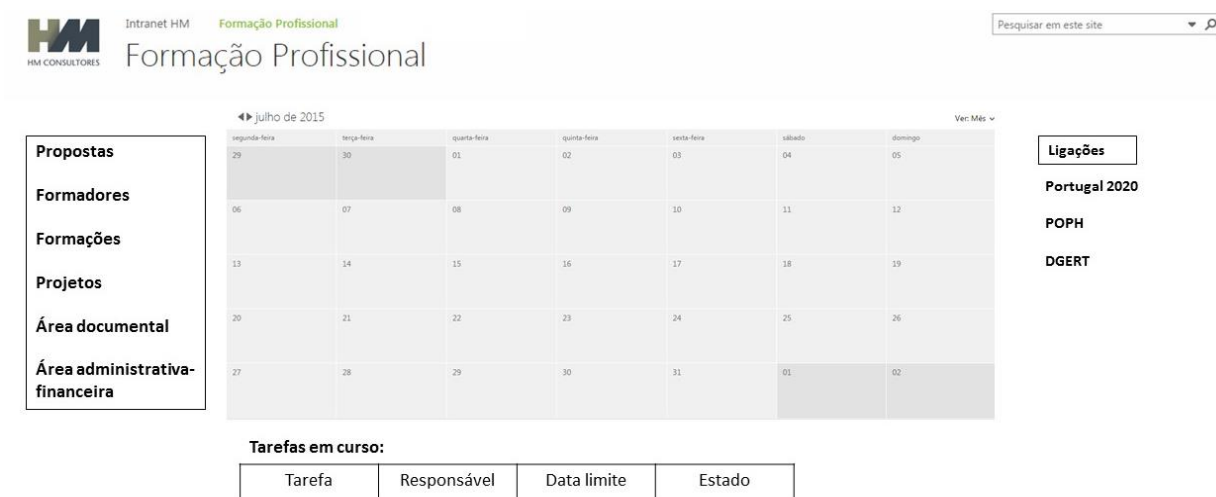 HM
HM CONSULTORES
Intranet HM Formação Profissional
Formação Profissional
Pesquisar em este site
Propostas
Formadores
Formações
Projetos
Área documental
Área administrativa-
financeira
julho de 2015
Ver: Mês
segunda-feira terça-feira quarta-feira quinta-feira sexta-feira sábado domingo
29 30 01 02 03 04 05
06 07 08 09 10 11 12
13 14 15 16 17 18 19
20 21 22 23 24 25 26
27 28 29 30 31 01 02
Ligações
Portugal 2020
POPH
DGERT
Tarefas em curso:
Tarefa Responsável Data limite Estado